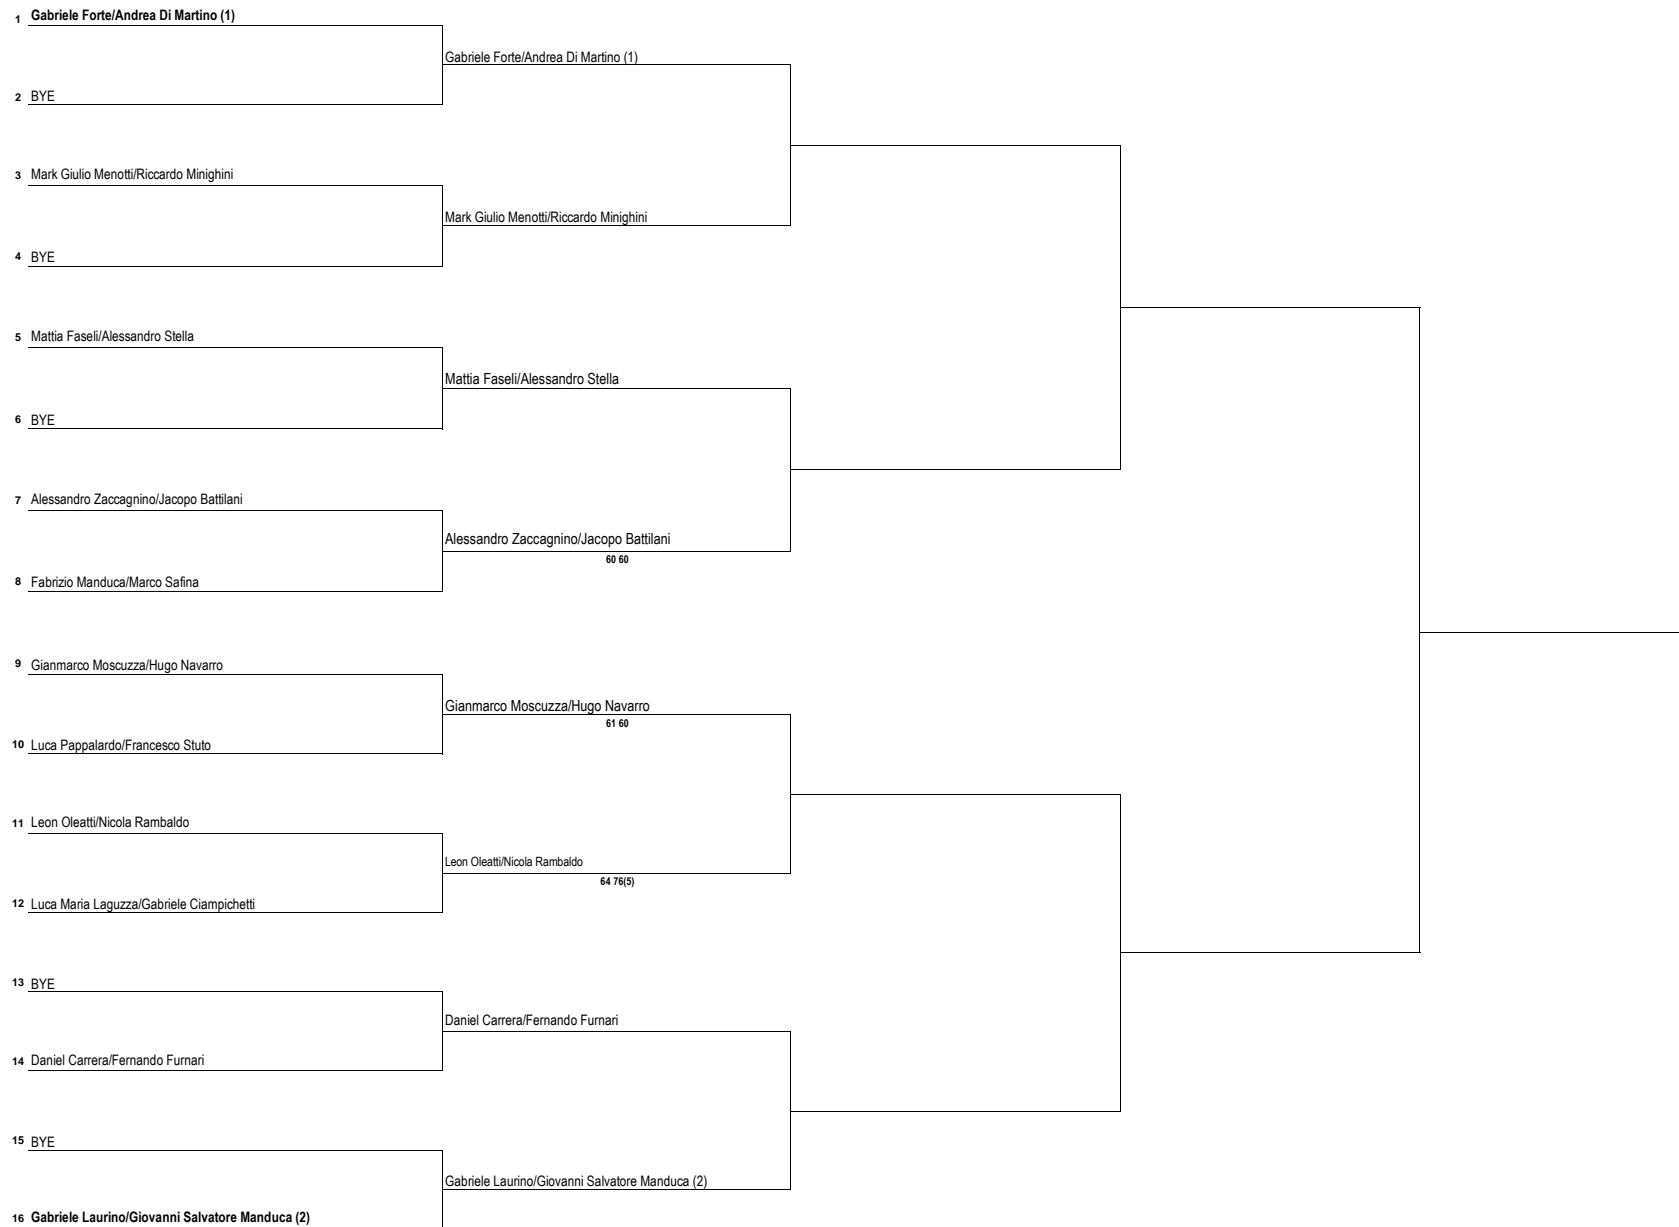 1 Gabriele Forte/Andrea Di Martino (1)
Gabriele Forte/Andrea Di Martino (1)
2 BYE
3 Mark Giulio Menotti/Riccardo Minighini
Mark Giulio Menotti/Riccardo Minighini
4 BYE
5 Mattia Faseli/Alessandro Stella
Mattia Faseli/Alessandro Stella
6 BYE
7 Alessandro Zaccagnino/Jacopo Battilani
Alessandro Zaccagnino/Jacopo Battilani
60 60
8 Fabrizio Manduca/Marco Safina
9 Gianmarco Moscuzza/Hugo Navarro
Gianmarco Moscuzza/Hugo Navarro
61 60
10 Luca Pappalardo/Francesco Stuto
11 Leon Oleatti/Nicola Rambaldo
Leon Oleatti/Nicola Rambaldo
64 76(5)
12 Luca Maria Laguzza/Gabriele Ciampichetti
13 BYE
Daniel Carrera/Fernando Furnari
14 Daniel Carrera/Fernando Furnari
15 BYE
Gabriele Laurino/Giovanni Salvatore Manduca (2)
16 Gabriele Laurino/Giovanni Salvatore Manduca (2)